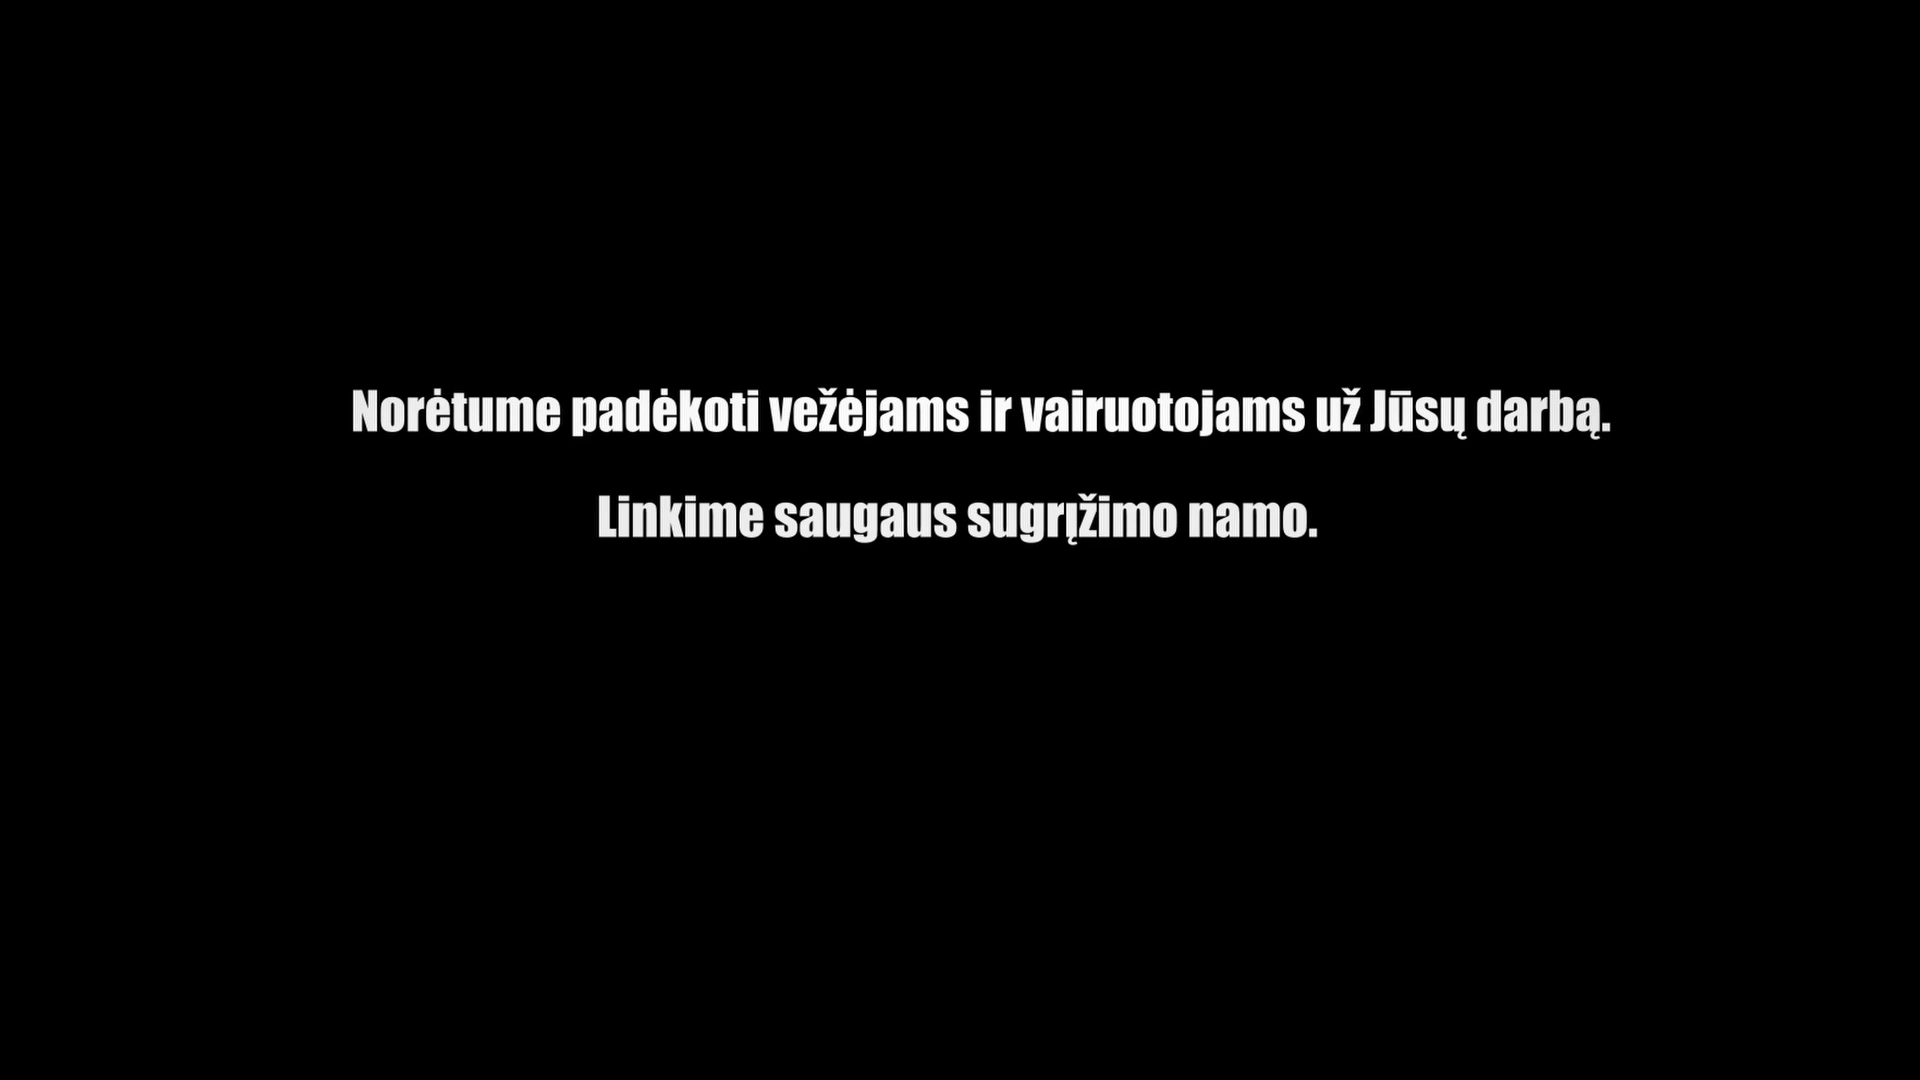 Norėtume padėkoti vežėjams ir vairuotojams už Jūsų darbą.
Linkime saugaus sugrįžimo namo.